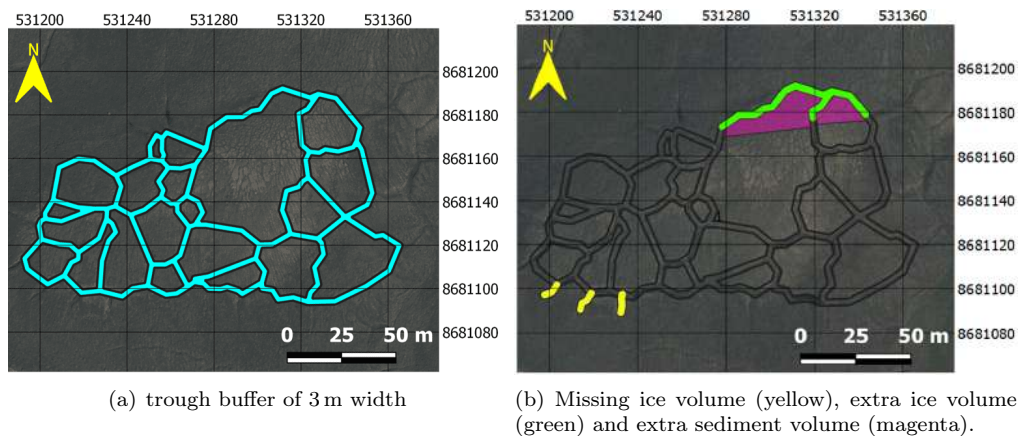 531200 531240 531280 531320 531360
N
8681200
8681180
8681160
8681140
8681120
8681100
8681080
0 25 50 m
(a) trough buffer of 3 m width
531200 531240 531280 531320 531360
N
8681200
8681180
8681160
8681140
8681120
8681100
8681080
0 25 50 m
(b) Missing ice volume (yellow), extra ice volume
(green) and extra sediment volume (magenta).